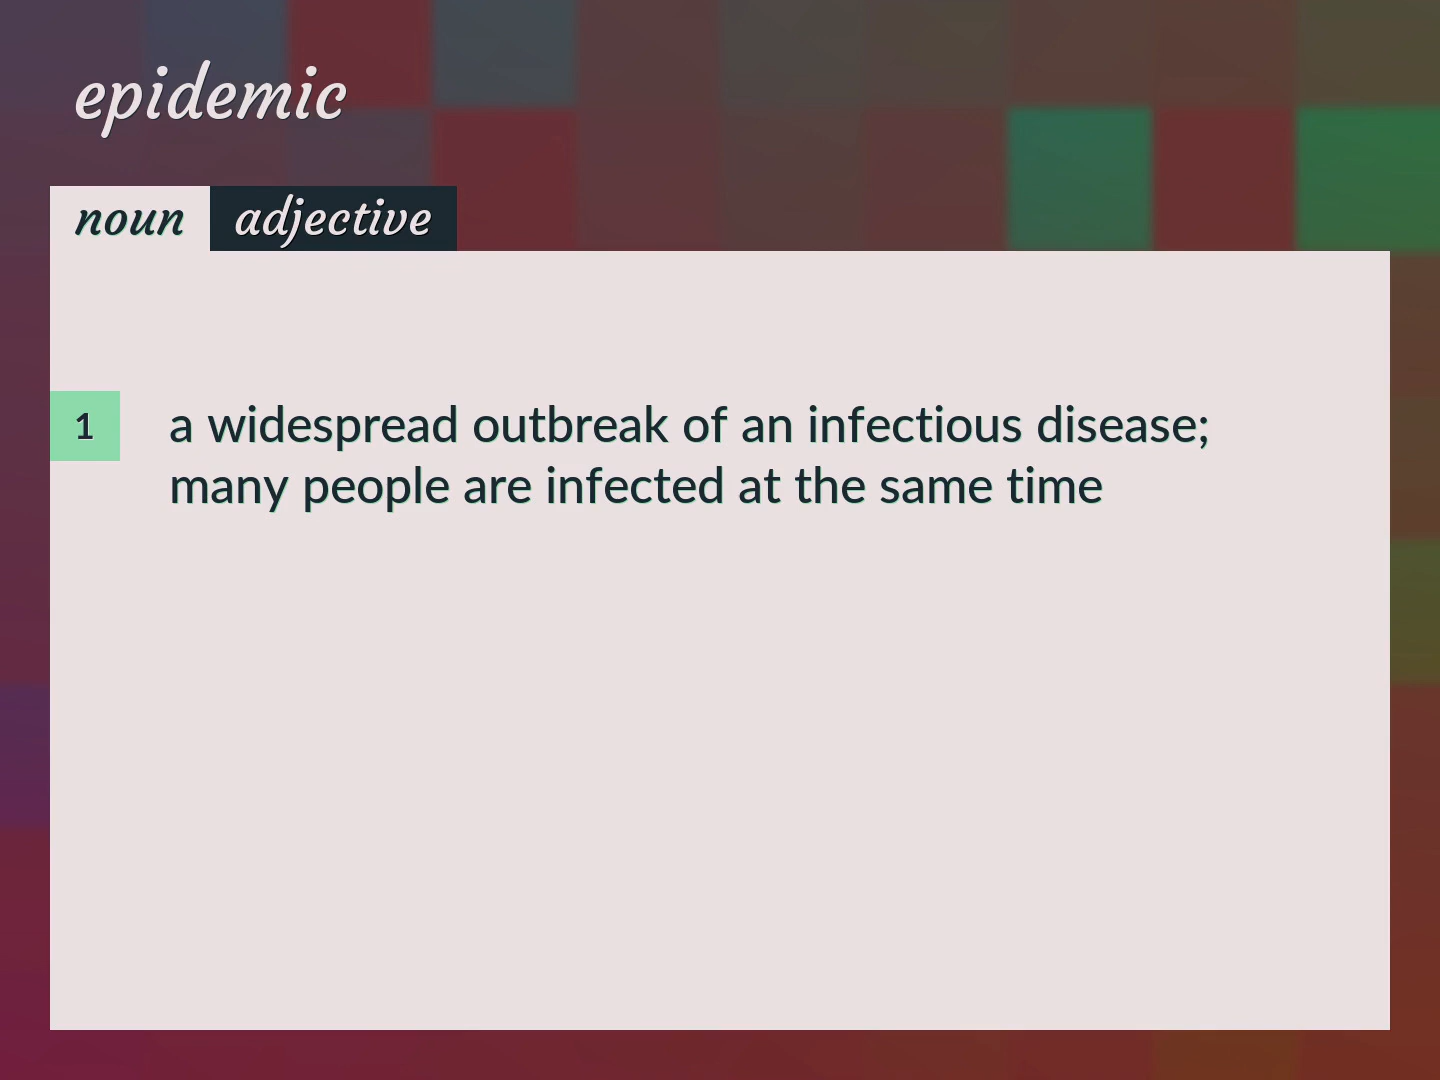 epidemic
noun adjective
1 a widespread outbreak of an infectious disease;
many people are infected at the same time